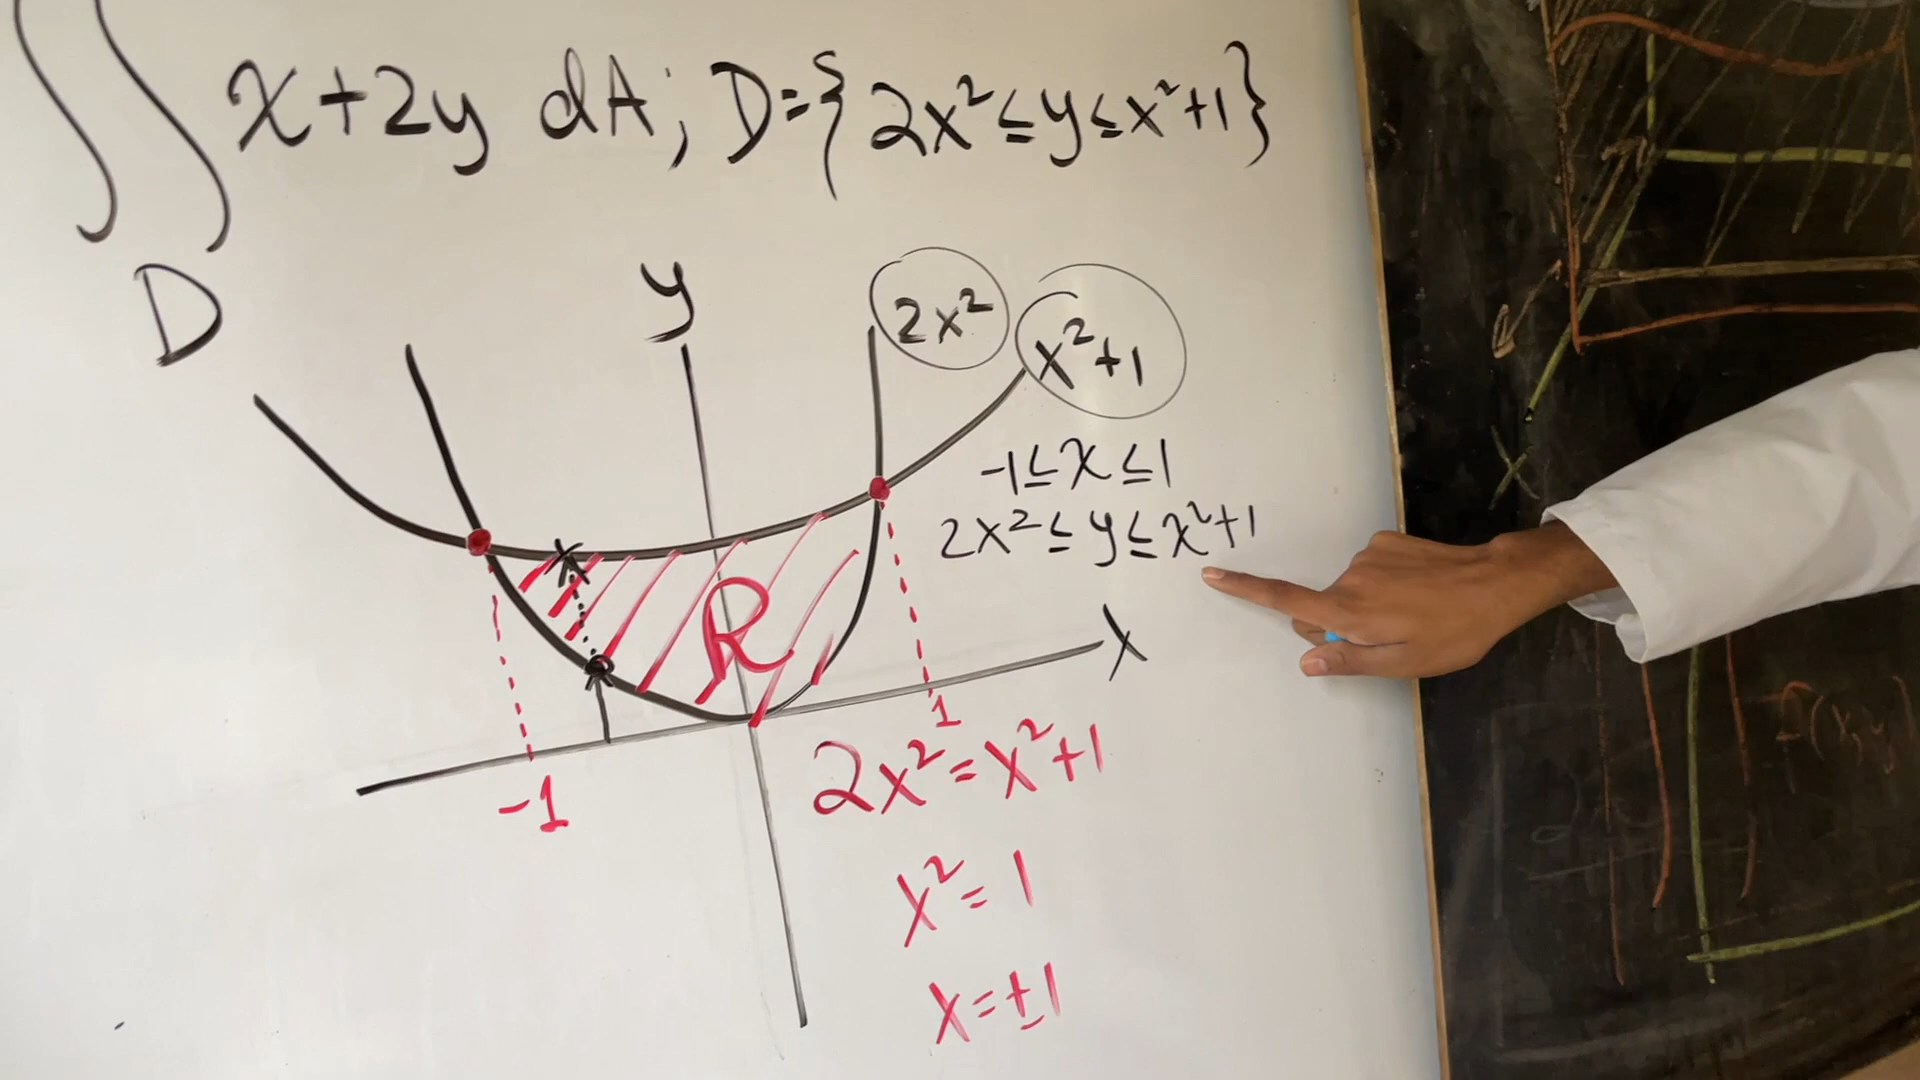 ∬ x+2y dA; D={2x²≤y≤x²+1}
D
y
2x²
x²+1
-1≤x≤1
2x²≤y≤x²+1
R
x
1
-1
2x²=x²+1
x²=1
x=±1
f(x,y)